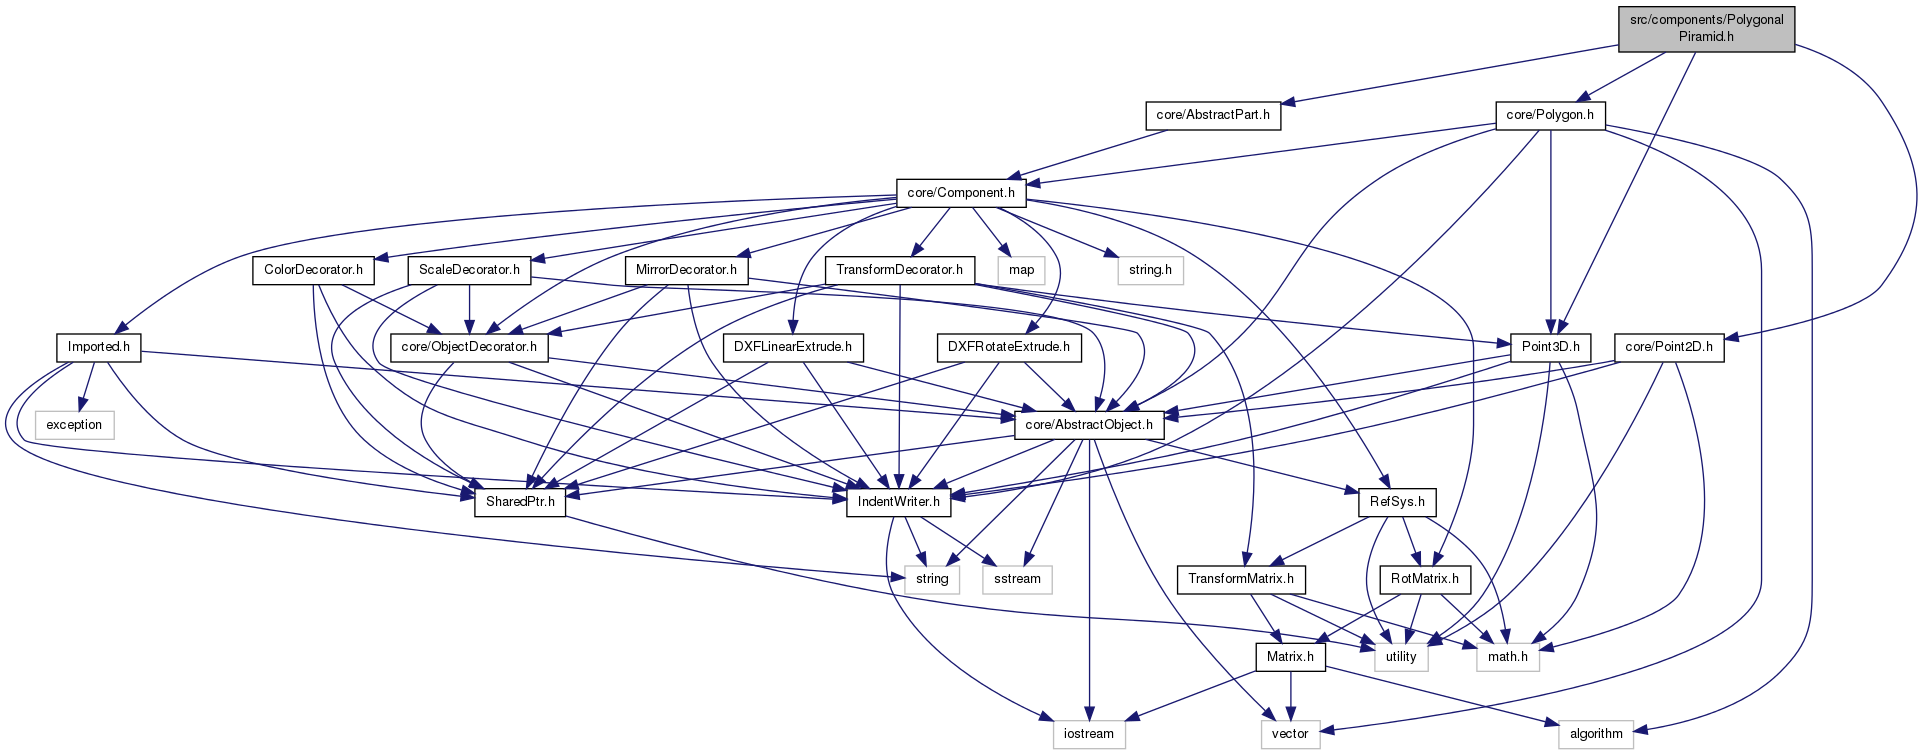 src/components/Polygonal
Piramid.h
core/AbstractPart.h
core/Polygon.h
core/Component.h
ColorDecorator.h
ScaleDecorator.h
MirrorDecorator.h
TransformDecorator.h
map
string.h
Imported.h
core/ObjectDecorator.h
DXFLinearExtrude.h
DXFRotateExtrude.h
Point3D.h
core/Point2D.h
exception
core/AbstractObject.h
SharedPtr.h
IndentWriter.h
RefSys.h
string
sstream
TransformMatrix.h
RotMatrix.h
Matrix.h
utility
math.h
iostream
vector
algorithm